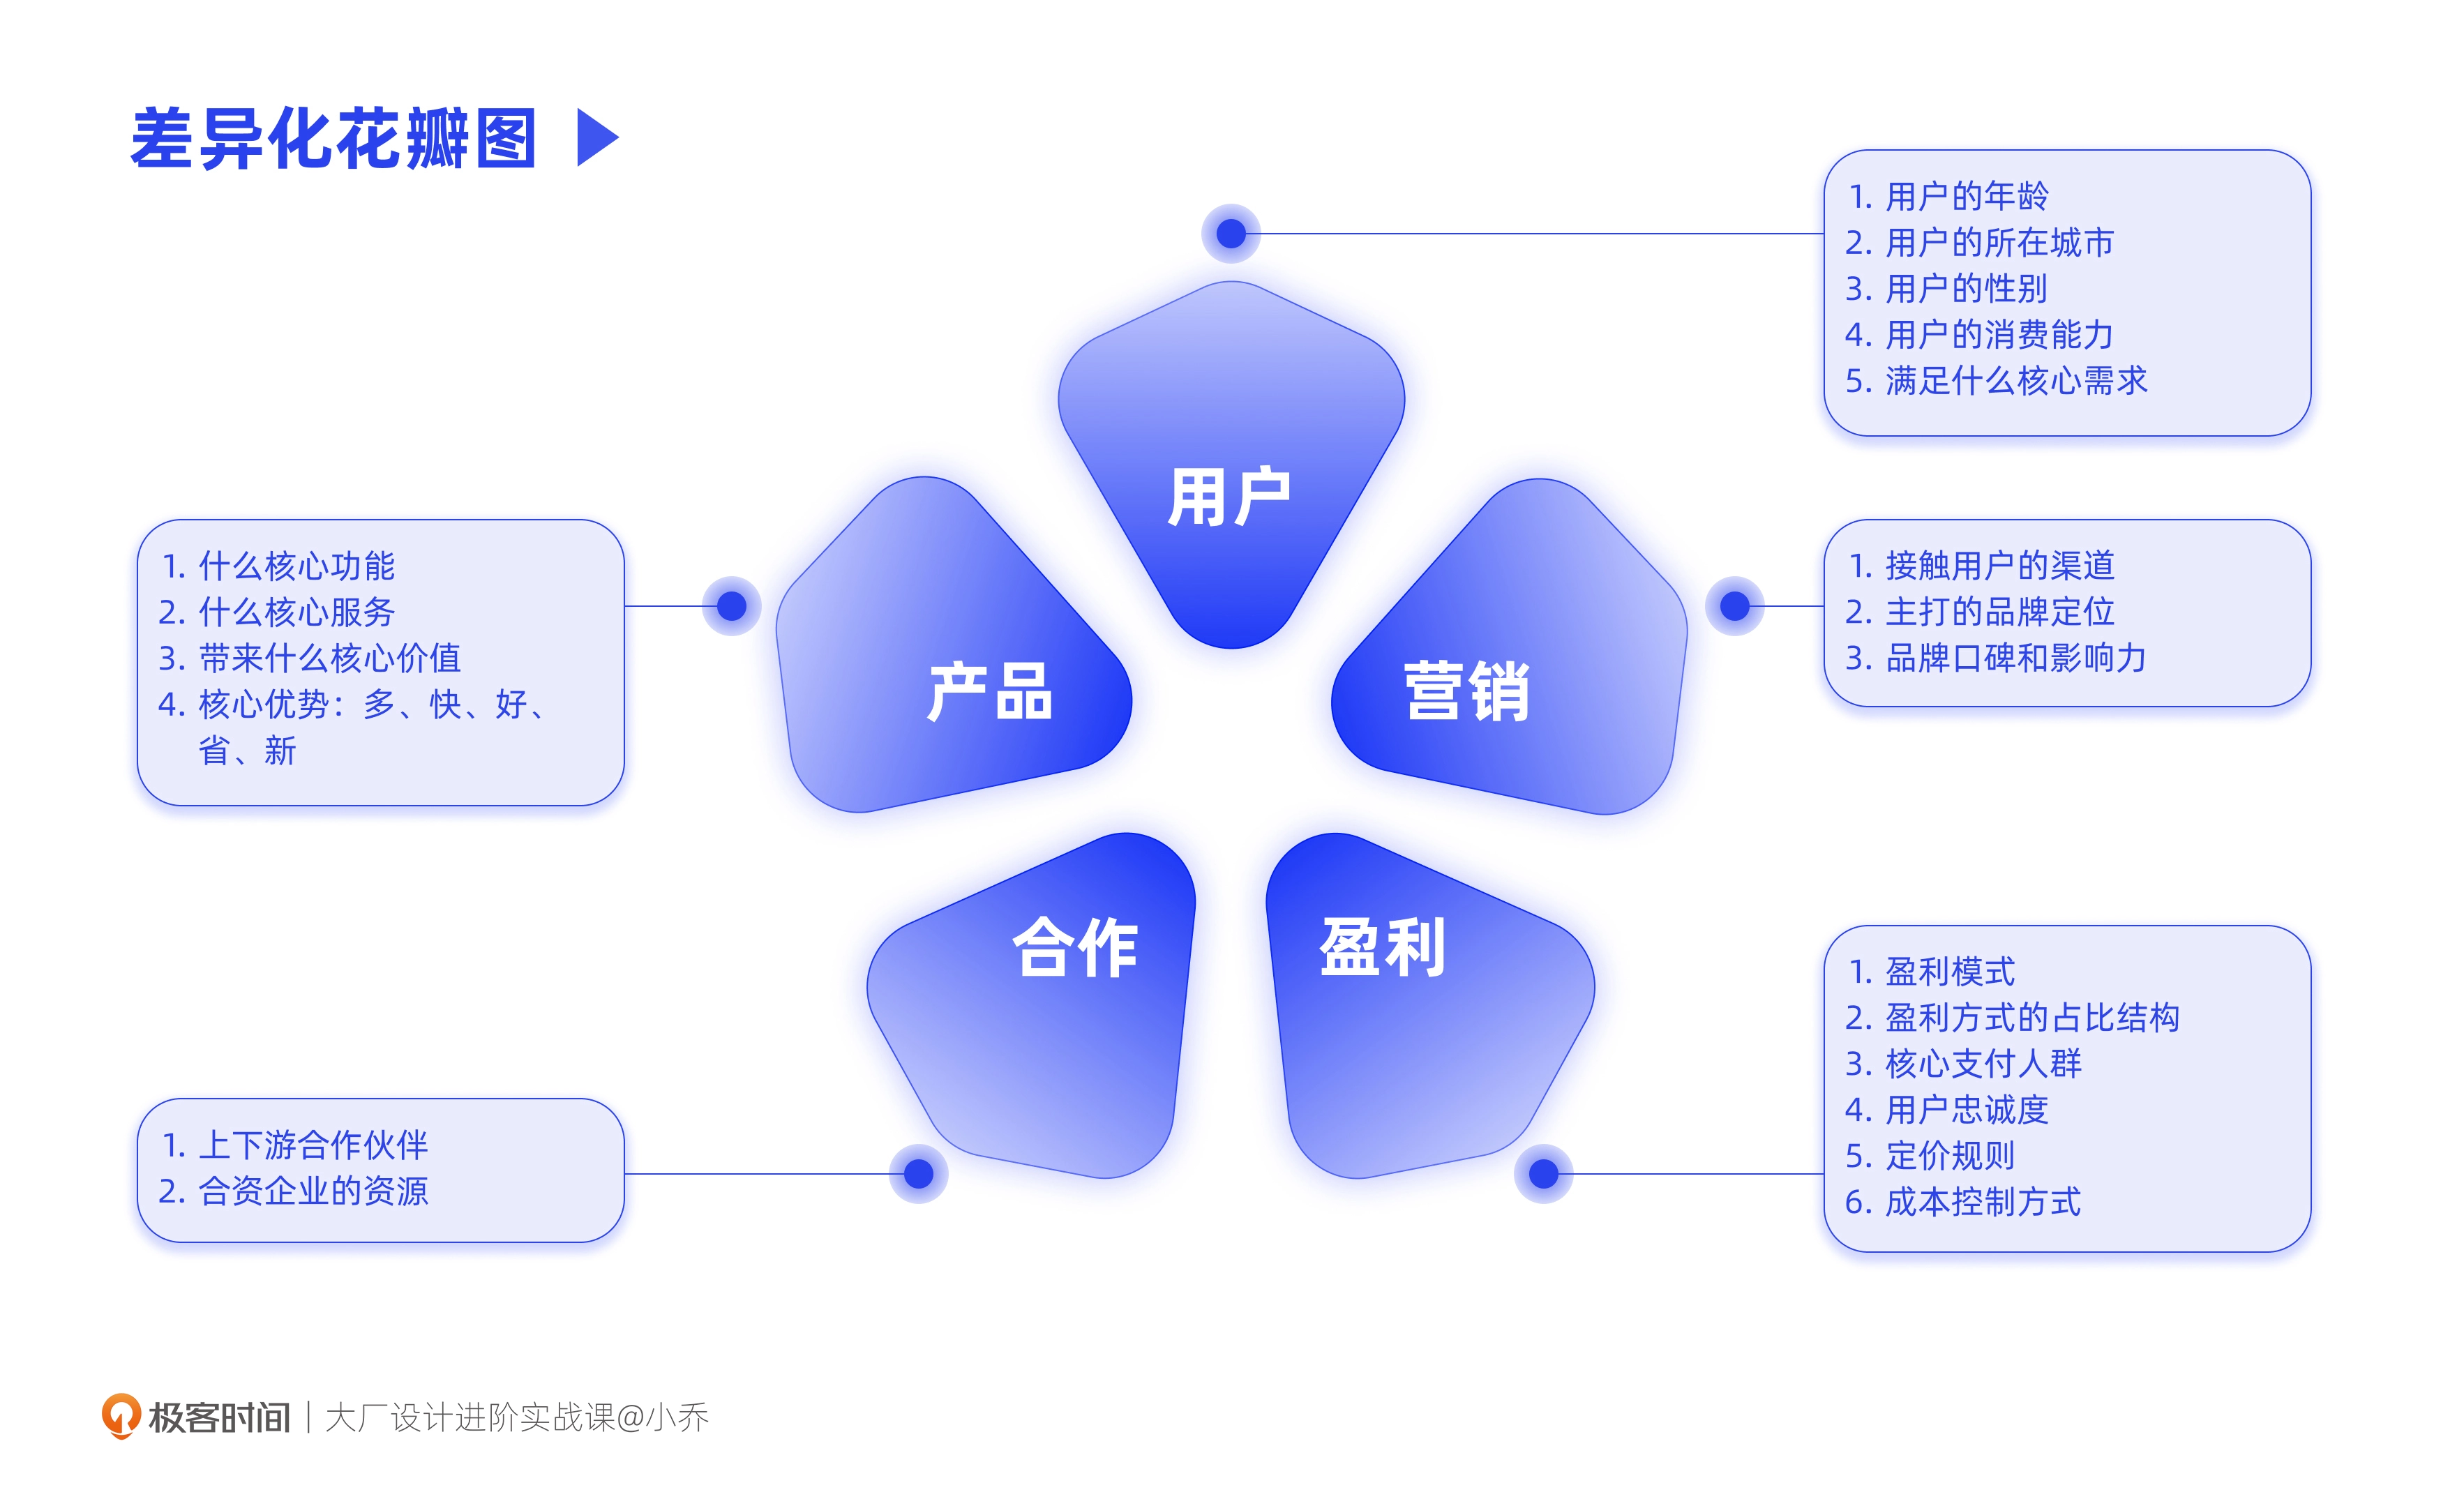 差异化花瓣图
1. 用户的年龄
2. 用户的所在城市
3. 用户的性别
4. 用户的消费能力
5. 满足什么核心需求
用户
1. 什么核心功能
2. 什么核心服务
3. 带来什么核心价值
4. 核心优势：多、快、好、
省、新
产品
营销
1. 接触用户的渠道
2. 主打的品牌定位
3. 品牌口碑和影响力
合作
盈利
1. 盈利模式
2. 盈利方式的占比结构
3. 核心支付人群
4. 用户忠诚度
5. 定价规则
6. 成本控制方式
1. 上下游合作伙伴
2. 合资企业的资源
极客时间 | 大厂设计进阶实战课@小乔